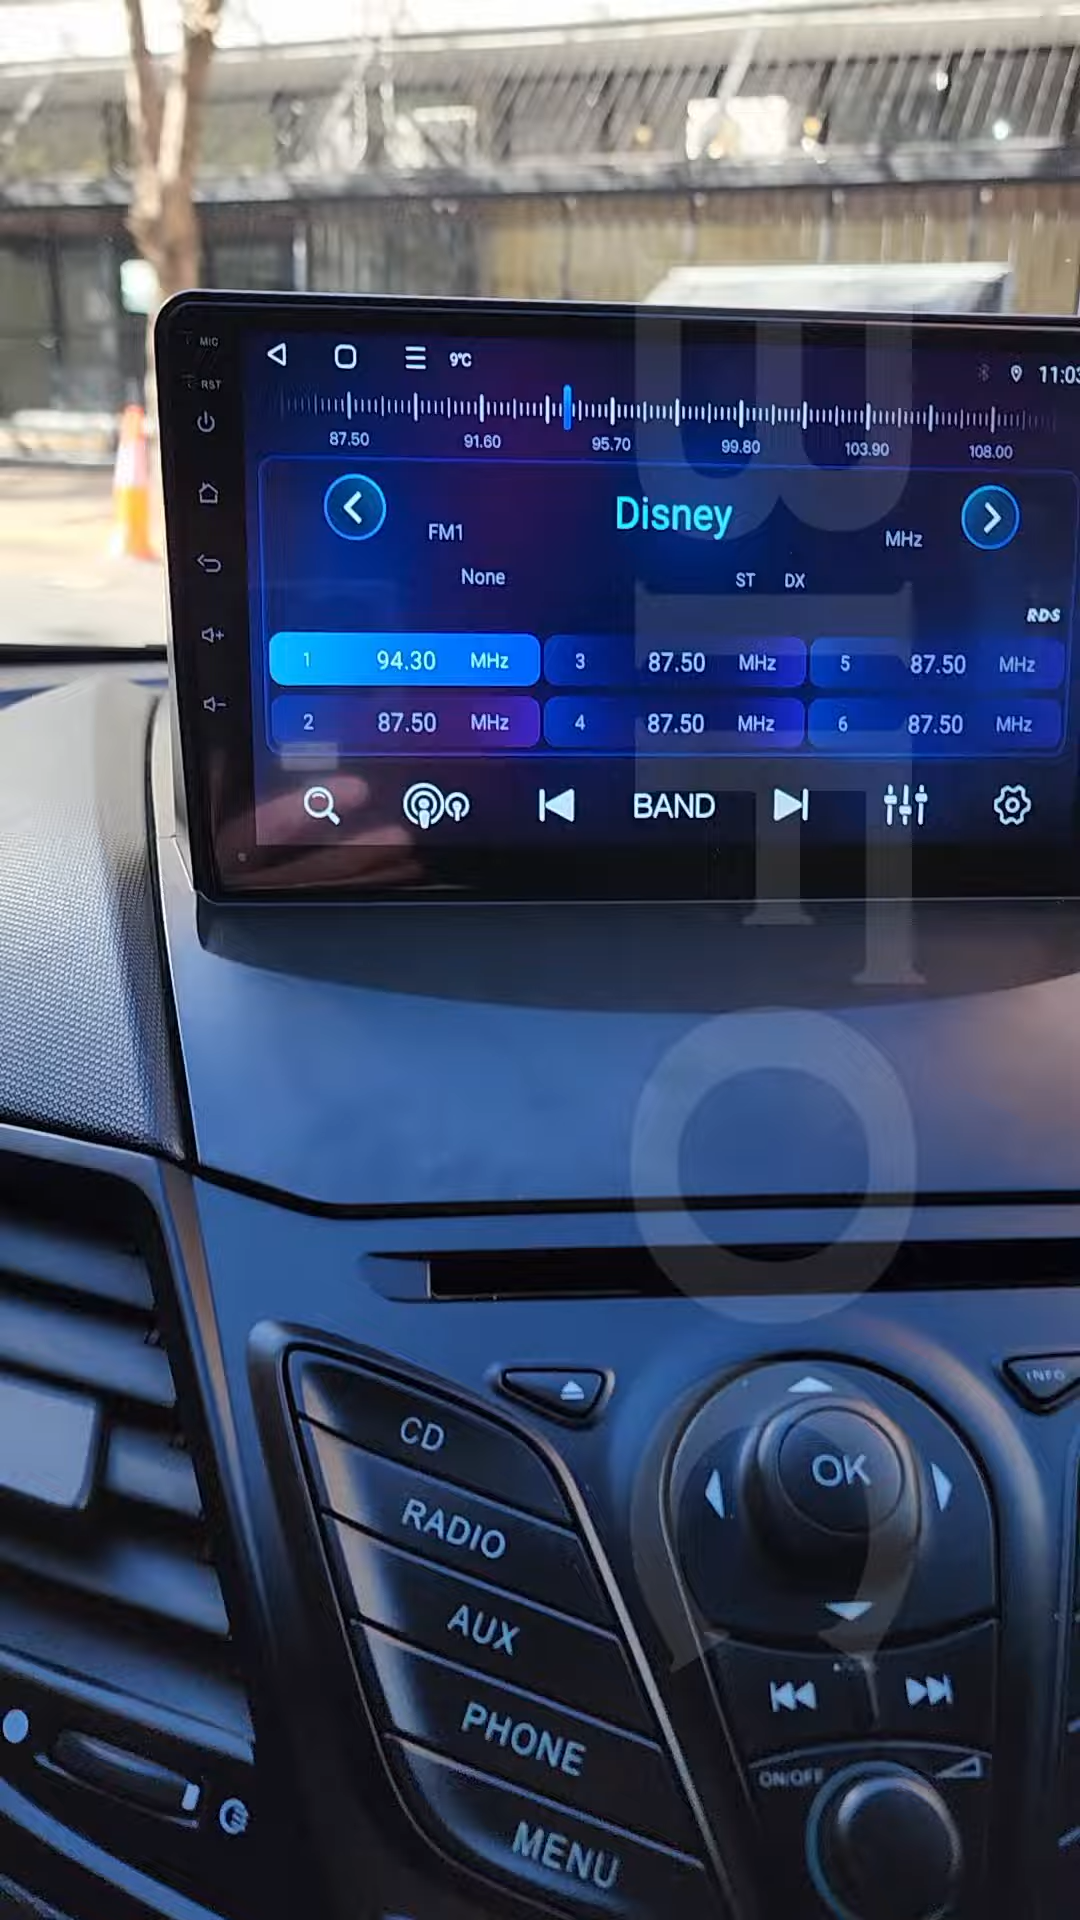 MIC
RST
9°C
11:03
87.50 91.60 95.70 99.80 103.90 108.00
Disney
FM1
MHz
None
ST DX
RDS
1 94.30 MHz
3 87.50 MHz
5 87.50 MHz
2 87.50 MHz
4 87.50 MHz
6 87.50 MHz
BAND
CD
RADIO
AUX
PHONE
MENU
OK
INFO
ON/OFF